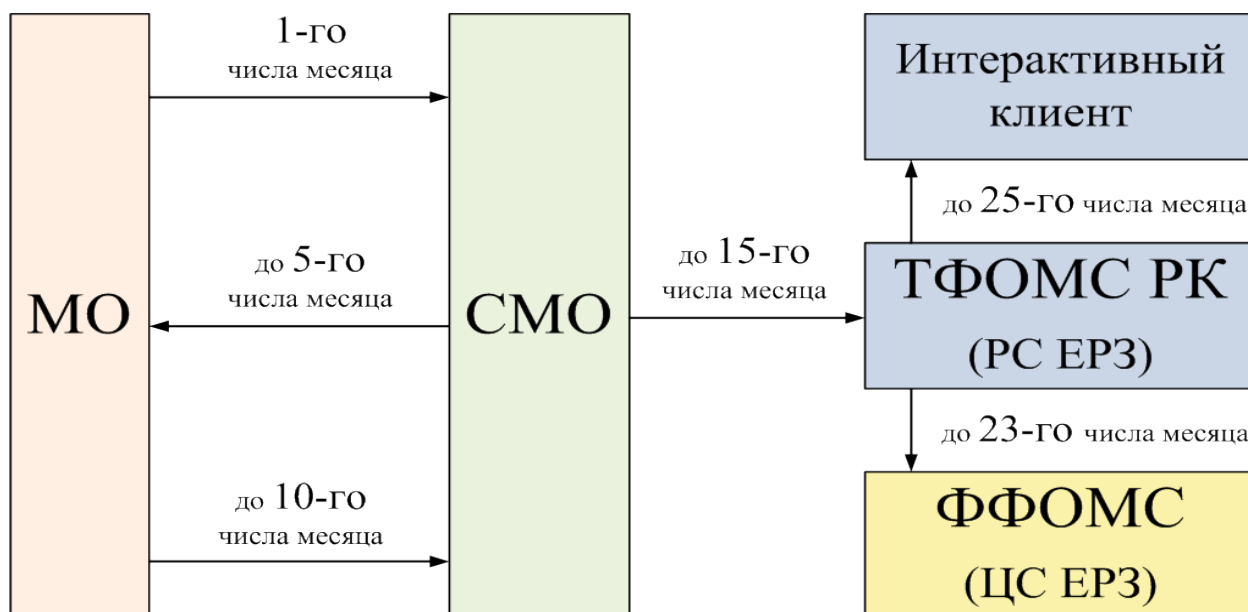 1-го
числа месяца
Интерактивный
клиент
до 25-го числа месяца
до 5-го
числа месяца
до 15-го
числа месяца
МО
СМО
ТФОМС РК
(РС ЕРЗ)
до 23-го числа месяца
до 10-го
числа месяца
ФФОМС
(ЦС ЕРЗ)